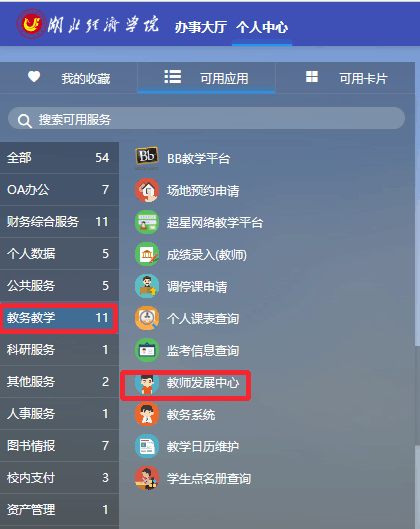 湖北经济学院 办事大厅 个人中心
我的收藏 可用应用 可用卡片
搜索可用服务
全部 54
OA办公 7
财务综合服务 11
个人数据 5
公共服务 5
教务教学 11
科研服务 1
其他服务 2
人事服务 1
图书情报 7
校内支付 3
资产管理 1
Bb BB教学平台
场地预约申请
超星网络教学平台
成绩录入(教师)
调停课申请
个人课表查询
监考信息查询
教师发展中心
教务系统
教学日历维护
学生点名册查询